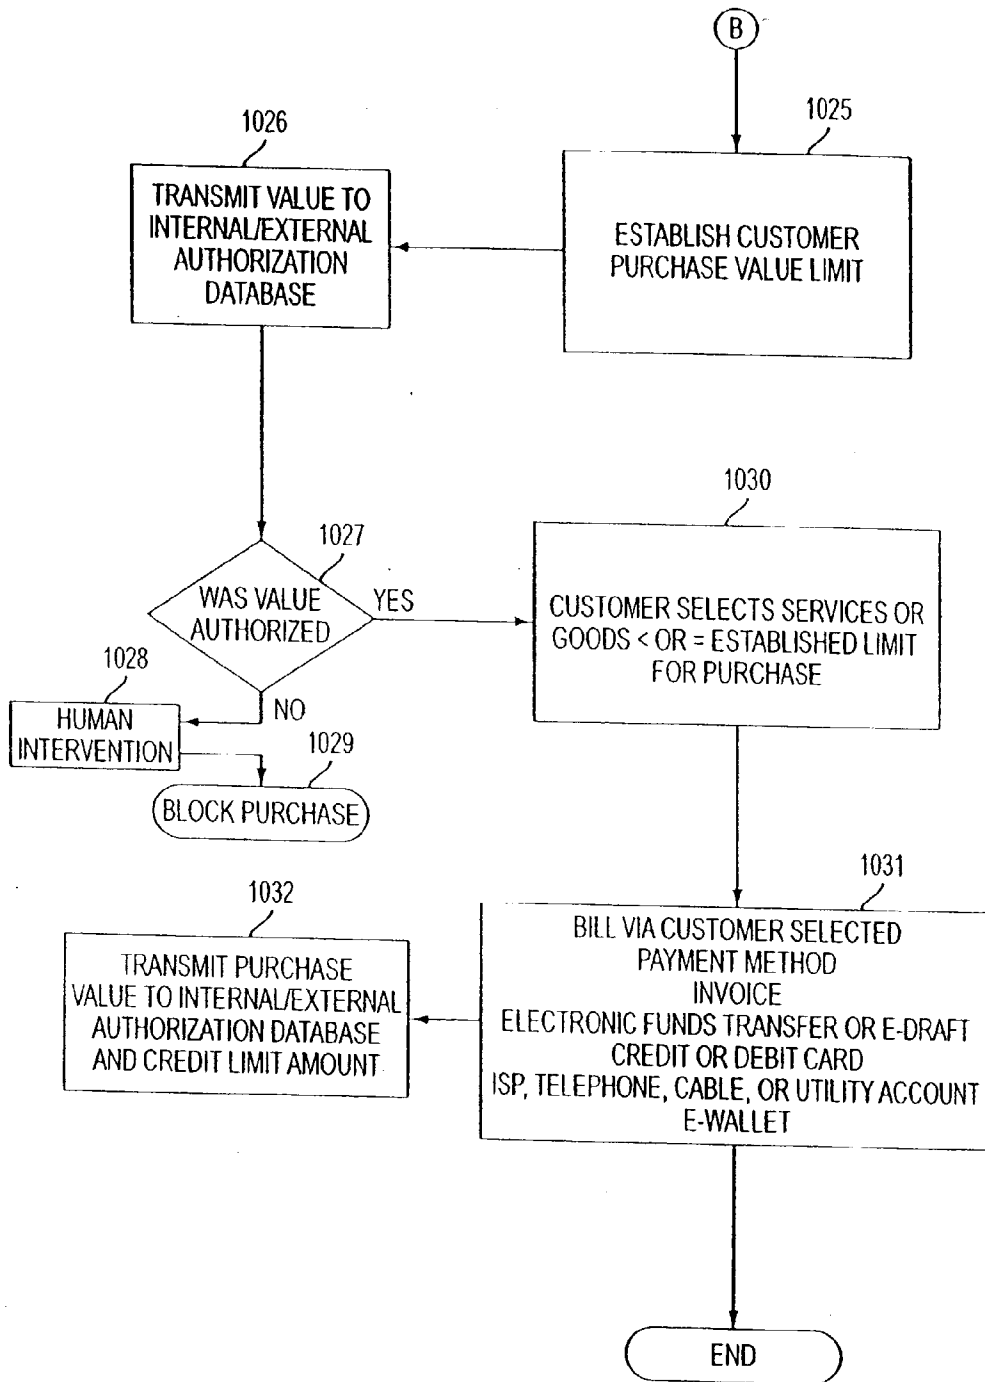 B
1025
ESTABLISH CUSTOMER
PURCHASE VALUE LIMIT
1026
TRANSMIT VALUE TO
INTERNAL/EXTERNAL
AUTHORIZATION
DATABASE
1027
WAS VALUE
AUTHORIZED
YES
NO
1028
HUMAN
INTERVENTION
1029
BLOCK PURCHASE
1030
CUSTOMER SELECTS SERVICES OR
GOODS < OR = ESTABLISHED LIMIT
FOR PURCHASE
1031
BILL VIA CUSTOMER SELECTED
PAYMENT METHOD
INVOICE
ELECTRONIC FUNDS TRANSFER OR E-DRAFT
CREDIT OR DEBIT CARD
ISP, TELEPHONE, CABLE, OR UTILITY ACCOUNT
E-WALLET
1032
TRANSMIT PURCHASE
VALUE TO INTERNAL/EXTERNAL
AUTHORIZATION DATABASE
AND CREDIT LIMIT AMOUNT
END